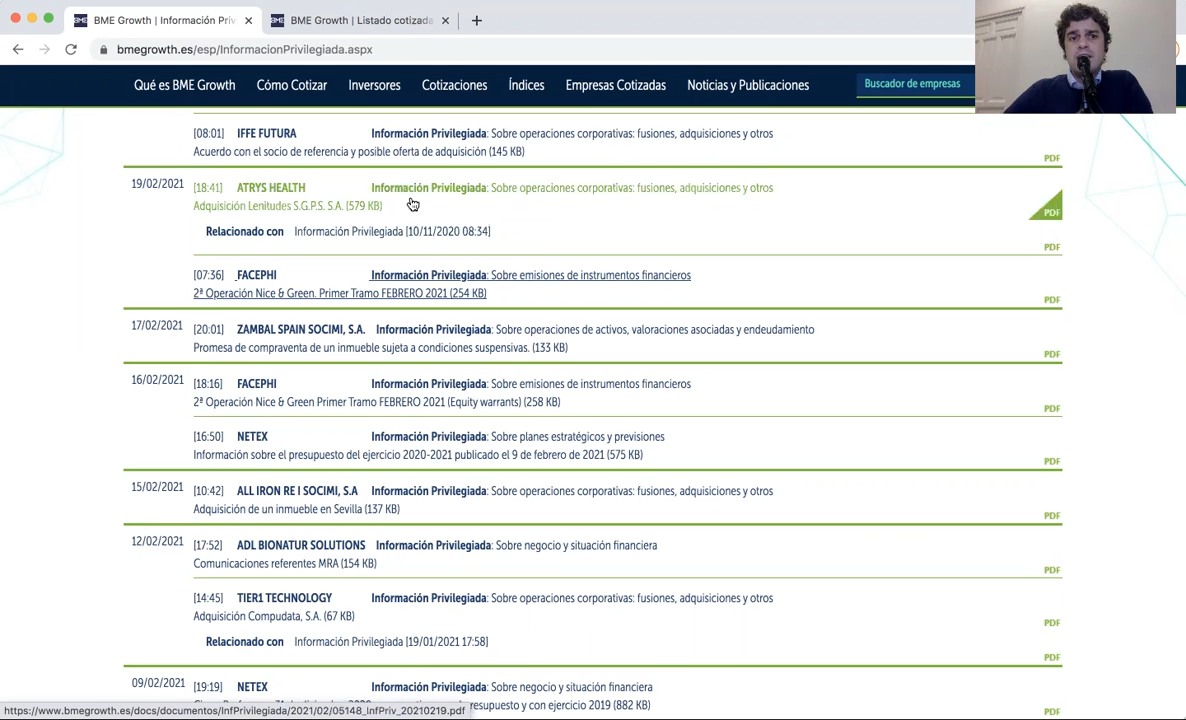 BME Growth | Información Priv
BME Growth | Listado cotizada
bmegrowth.es/esp/InformacionPrivilegiada.aspx
Qué es BME Growth Cómo Cotizar Inversores Cotizaciones Índices Empresas Cotizadas Noticias y Publicaciones Buscador de empresas
[08:01] IFFE FUTURA Información Privilegiada: Sobre operaciones corporativas: fusiones, adquisiciones y otros
Acuerdo con el socio de referencia y posible oferta de adquisición (145 KB)
PDF
19/02/2021 [18:41] ATRYS HEALTH Información Privilegiada: Sobre operaciones corporativas: fusiones, adquisiciones y otros
Adquisición Lenitudes S.G.P.S. S.A. (579 KB)
PDF
Relacionado con Información Privilegiada [10/11/2020 08:34]
PDF
[07:36] FACEPHI Información Privilegiada: Sobre emisiones de instrumentos financieros
2ª Operación Nice & Green. Primer Tramo FEBRERO 2021 (254 KB)
PDF
17/02/2021 [20:01] ZAMBAL SPAIN SOCIMI, S.A. Información Privilegiada: Sobre operaciones de activos, valoraciones asociadas y endeudamiento
Promesa de compraventa de un inmueble sujeta a condiciones suspensivas. (133 KB)
PDF
16/02/2021 [18:16] FACEPHI Información Privilegiada: Sobre emisiones de instrumentos financieros
2ª Operación Nice & Green Primer Tramo FEBRERO 2021 (Equity warrants) (258 KB)
PDF
[16:50] NETEX Información Privilegiada: Sobre planes estratégicos y previsiones
Información sobre el presupuesto del ejercicio 2020-2021 publicado el 9 de febrero de 2021 (575 KB)
PDF
15/02/2021 [10:42] ALL IRON RE I SOCIMI, S.A Información Privilegiada: Sobre operaciones corporativas: fusiones, adquisiciones y otros
Adquisición de un inmueble en Sevilla (137 KB)
PDF
12/02/2021 [17:52] ADL BIONATUR SOLUTIONS Información Privilegiada: Sobre negocio y situación financiera
Comunicaciones referentes MRA (154 KB)
PDF
[14:45] TIER1 TECHNOLOGY Información Privilegiada: Sobre operaciones corporativas: fusiones, adquisiciones y otros
Adquisición Compudata, S.A. (67 KB)
PDF
Relacionado con Información Privilegiada [19/01/2021 17:58]
PDF
09/02/2021 [19:19] NETEX Información Privilegiada: Sobre negocio y situación financiera
presupuesto y con ejercicio 2019 (882 KB)
PDF
https://www.bmegrowth.es/docs/documentos/InfPrivilegiada/2021/02/05148_InfPriv_20210219.pdf